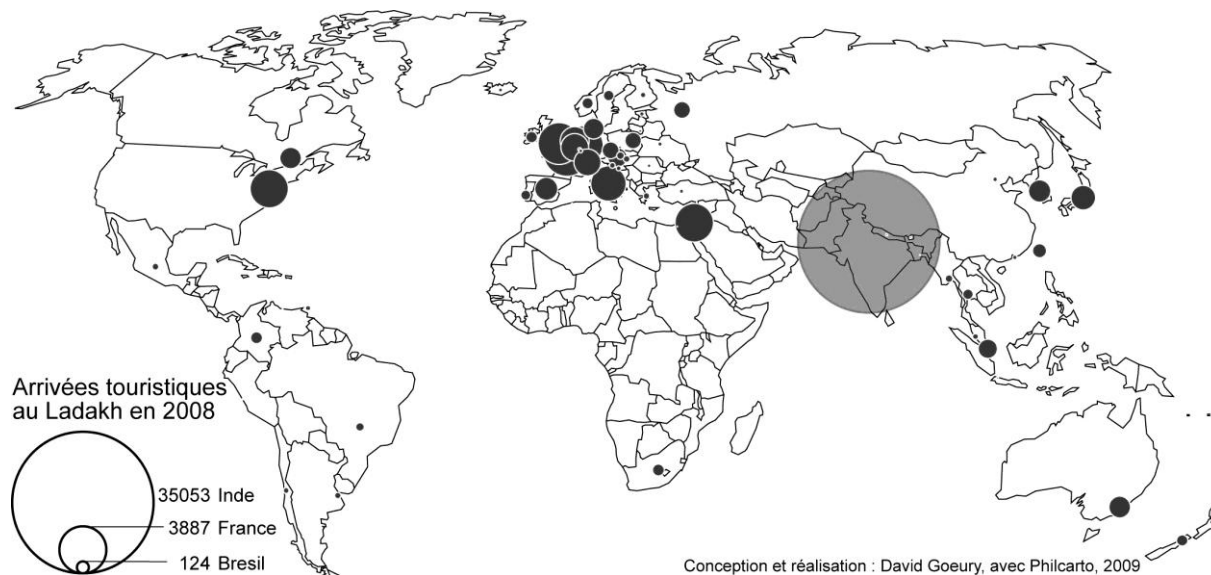 Arrivées touristiques
au Ladakh en 2008
35053 Inde
3887 France
124 Bresil
Conception et réalisation : David Goeury, avec Philcarto, 2009